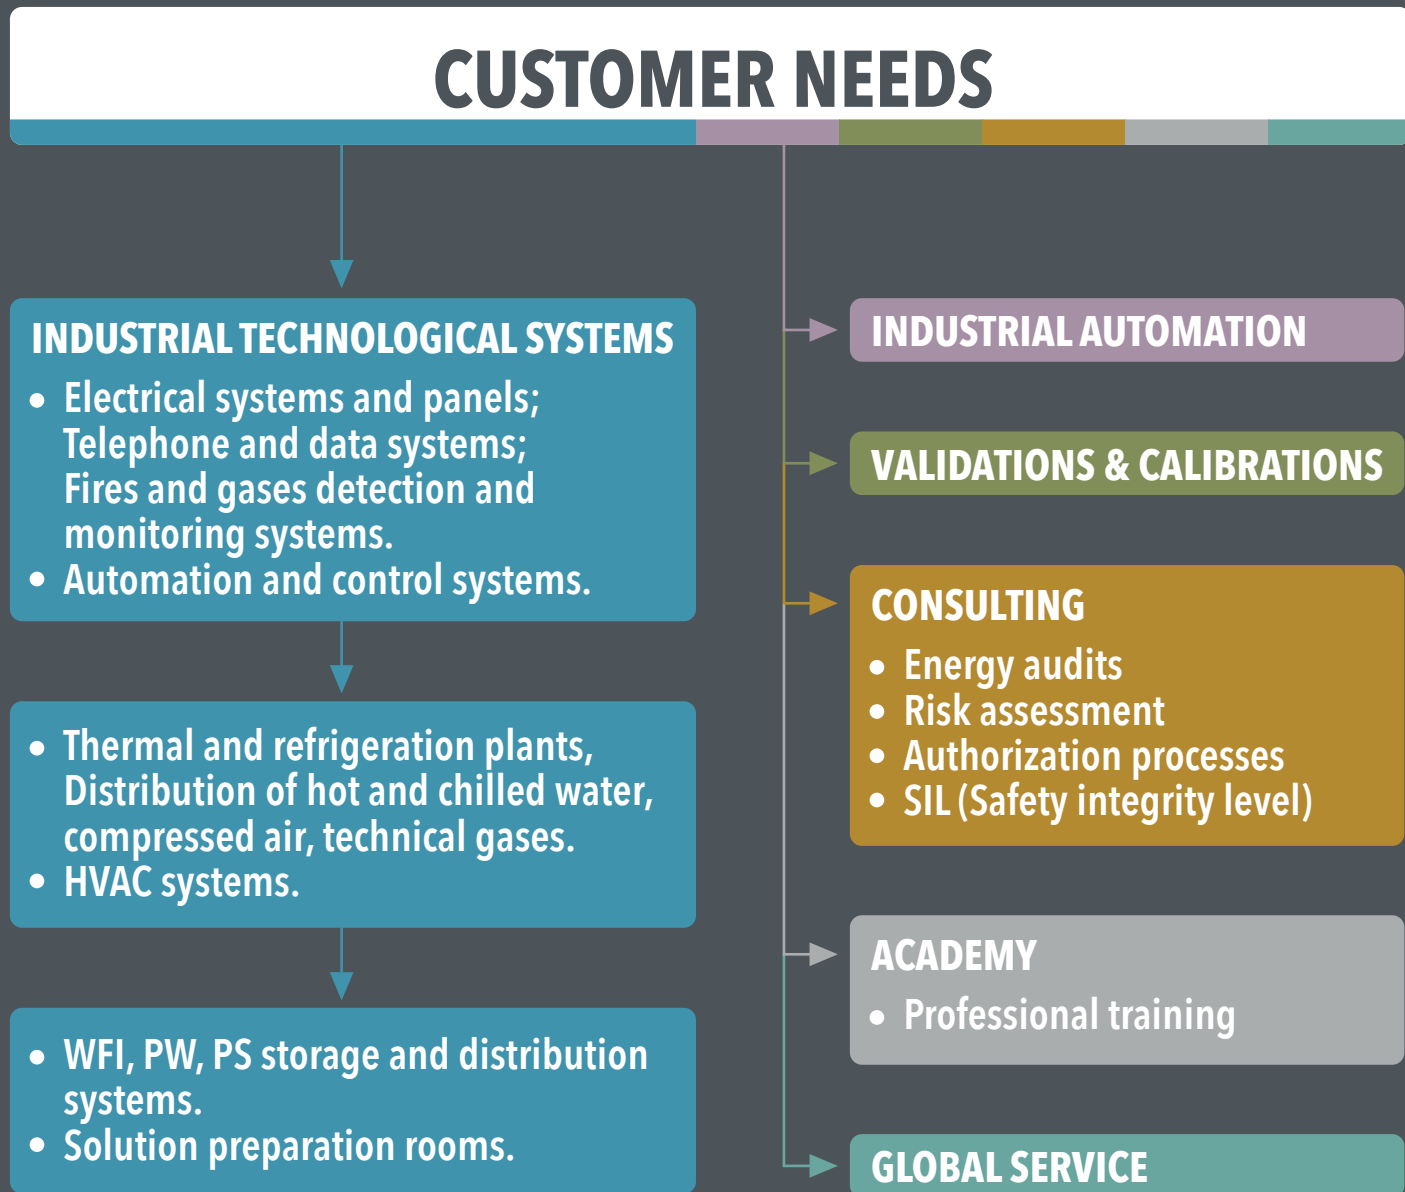 CUSTOMER NEEDS
INDUSTRIAL TECHNOLOGICAL SYSTEMS
• Electrical systems and panels;
Telephone and data systems;
Fires and gases detection and
monitoring systems.
• Automation and control systems.
• Thermal and refrigeration plants,
Distribution of hot and chilled water,
compressed air, technical gases.
• HVAC systems.
• WFI, PW, PS storage and distribution
systems.
• Solution preparation rooms.
INDUSTRIAL AUTOMATION
VALIDATIONS & CALIBRATIONS
CONSULTING
• Energy audits
• Risk assessment
• Authorization processes
• SIL (Safety integrity level)
ACADEMY
• Professional training
GLOBAL SERVICE